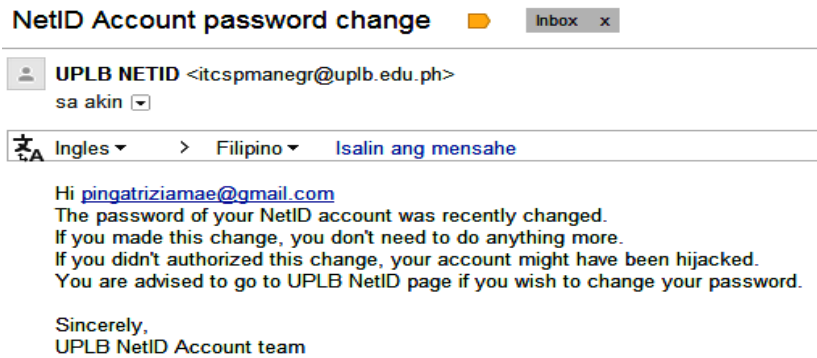 NetID Account password change
Inbox x
UPLB NETID <itcspmanegr@uplb.edu.ph>
sa akin
Ingles > Filipino Isalin ang mensahe
Hi pingatriziamae@gmail.com
The password of your NetID account was recently changed.
If you made this change, you don't need to do anything more.
If you didn't authorized this change, your account might have been hijacked.
You are advised to go to UPLB NetID page if you wish to change your password.
Sincerely,
UPLB NetID Account team